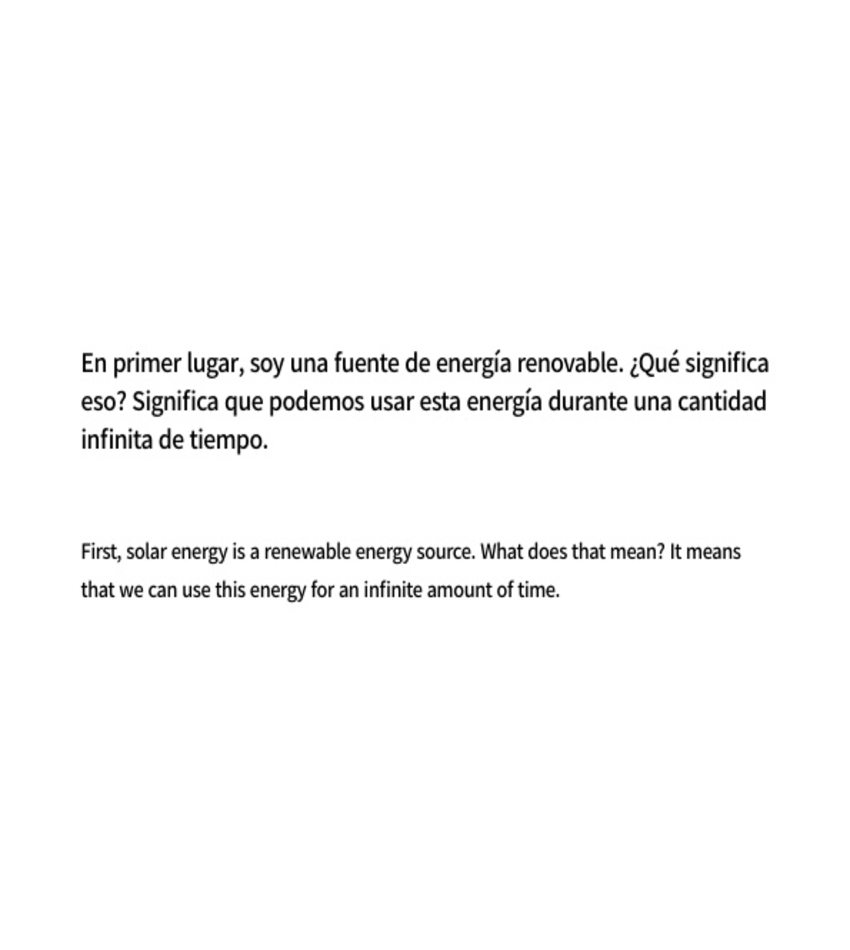 En primer lugar, soy una fuente de energía renovable. ¿Qué significa
eso? Significa que podemos usar esta energía durante una cantidad
infinita de tiempo.
First, solar energy is a renewable energy source. What does that mean? It means
that we can use this energy for an infinite amount of time.